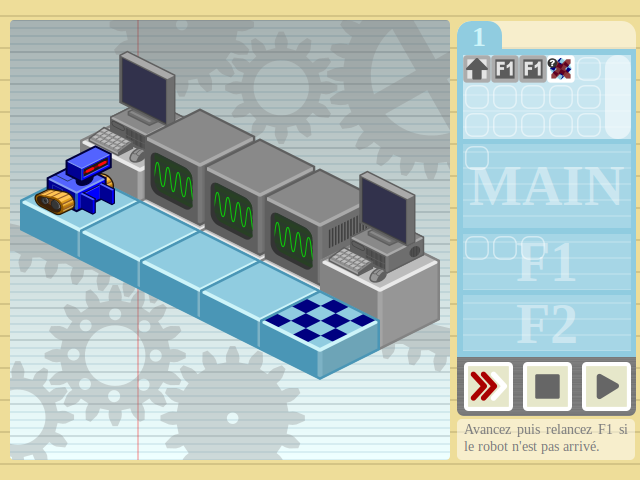 1
F1 F1 ?
MAIN
F1
F2
Avancez puis relancez F1 si
le robot n'est pas arrivé.